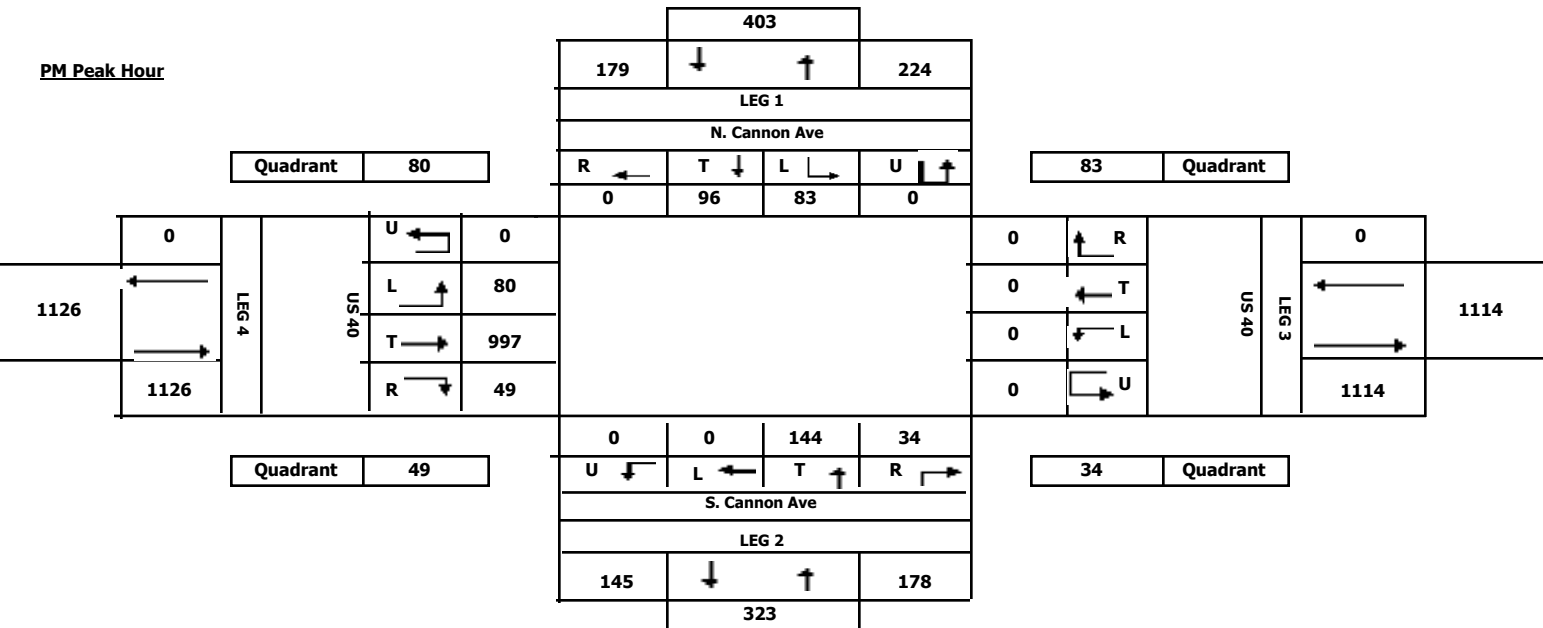 403
PM Peak Hour
179 224
LEG 1
N. Cannon Ave
Quadrant 80
R T L U
83 Quadrant
0 96 83 0
0 U 0 0 R 0
L 80 0 T
1126 LEG 4 US 40 US 40 LEG 3 1114
T 997 0 L
1126 R 49 0 U 1114
0 0 144 34
Quadrant 49
U L T R
34 Quadrant
S. Cannon Ave
LEG 2
145 178
323